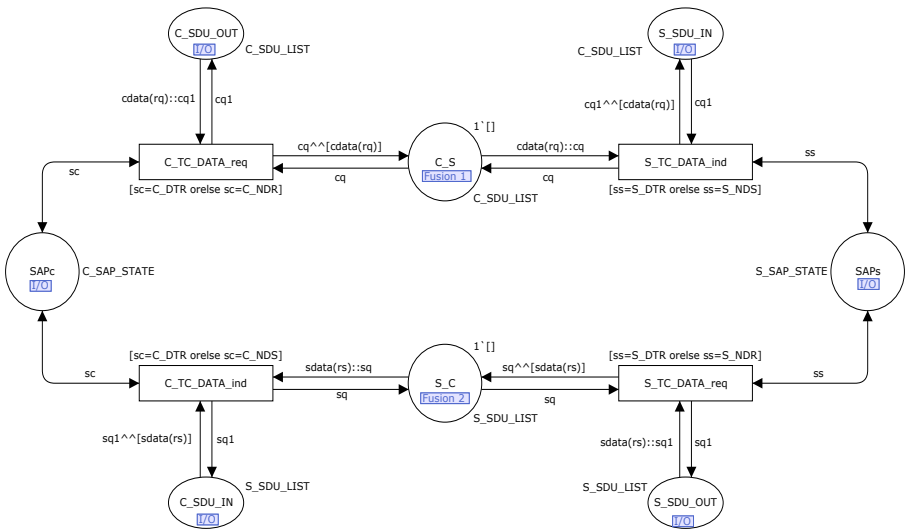 C_SDU_OUT
I/O
C_SDU_LIST
S_SDU_IN
I/O
C_SDU_LIST
cdata(rq)::cq1
cq1
cq1^^[cdata(rq)]
cq1
1`[]
C_TC_DATA_req
cq^^[cdata(rq)]
cq
C_S
Fusion 1
C_SDU_LIST
cdata(rq)::cq
cq
S_TC_DATA_ind
sc
ss
[sc=C_DTR orelse sc=C_NDR]
[ss=S_DTR orelse ss=S_NDS]
SAPc
I/O
C_SAP_STATE
S_SAP_STATE
SAPs
I/O
[sc=C_DTR orelse sc=C_NDS]
1`[]
[ss=S_DTR orelse ss=S_NDR]
sc
C_TC_DATA_ind
sdata(rs)::sq
sq
S_C
Fusion 2
S_SDU_LIST
sq^^[sdata(rs)]
sq
S_TC_DATA_req
ss
sq1^^[sdata(rs)]
sq1
sdata(rs)::sq1
sq1
S_SDU_LIST
C_SDU_IN
I/O
S_SDU_LIST
S_SDU_OUT
I/O